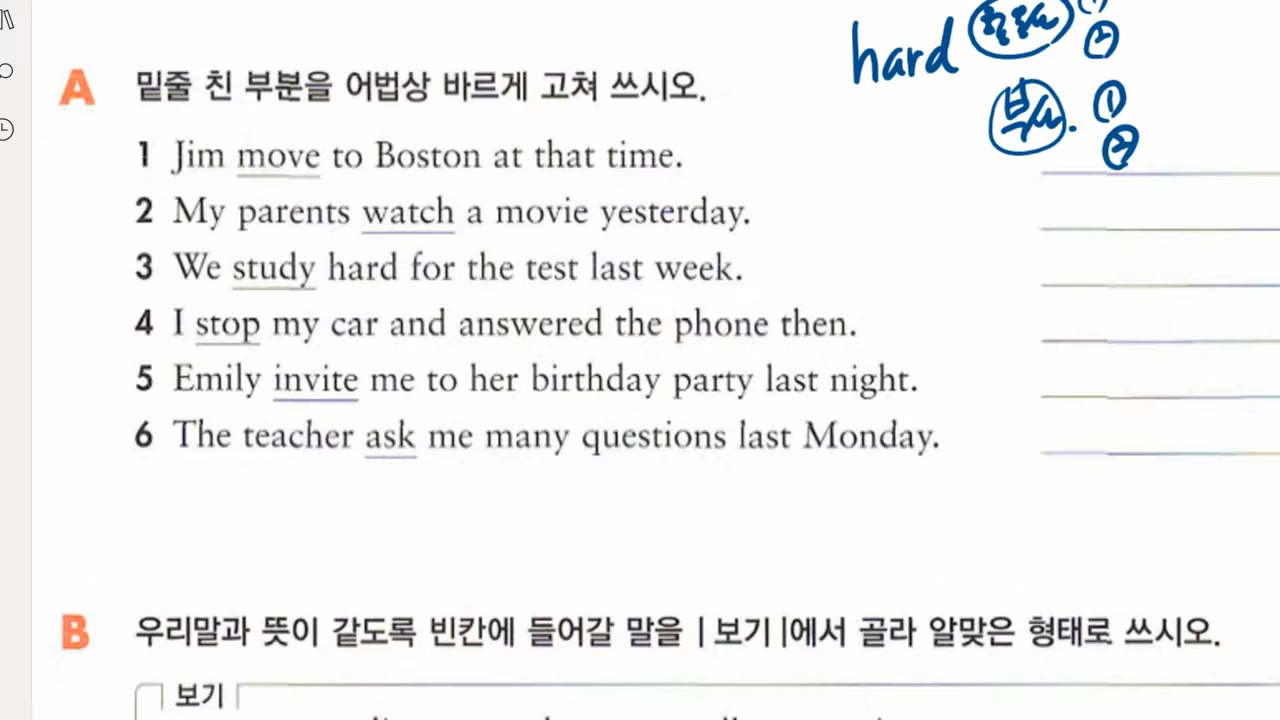 hard 형용사 ①
②
부사. ①
②
A 밑줄 친 부분을 어법상 바르게 고쳐 쓰시오.
1 Jim move to Boston at that time.
2 My parents watch a movie yesterday.
3 We study hard for the test last week.
4 I stop my car and answered the phone then.
5 Emily invite me to her birthday party last night.
6 The teacher ask me many questions last Monday.
B 우리말과 뜻이 같도록 빈칸에 들어갈 말을 | 보기 |에서 골라 알맞은 형태로 쓰시오.
보기